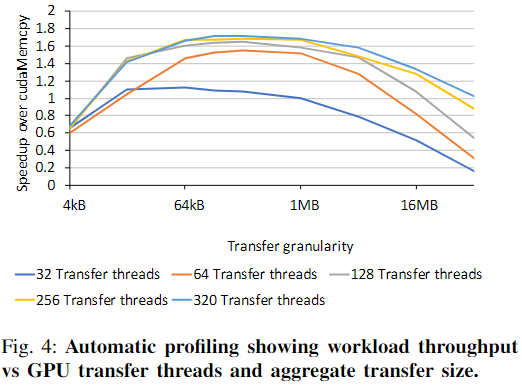 2
1.8
1.6
1.4
1.2
1
0.8
0.6
0.4
0.2
0
Speedup over cudaMemcpy
4kB 64kB 1MB 16MB
Transfer granularity
32 Transfer threads 64 Transfer threads 128 Transfer threads
256 Transfer threads 320 Transfer threads
Fig. 4: Automatic profiling showing workload throughput
vs GPU transfer threads and aggregate transfer size.